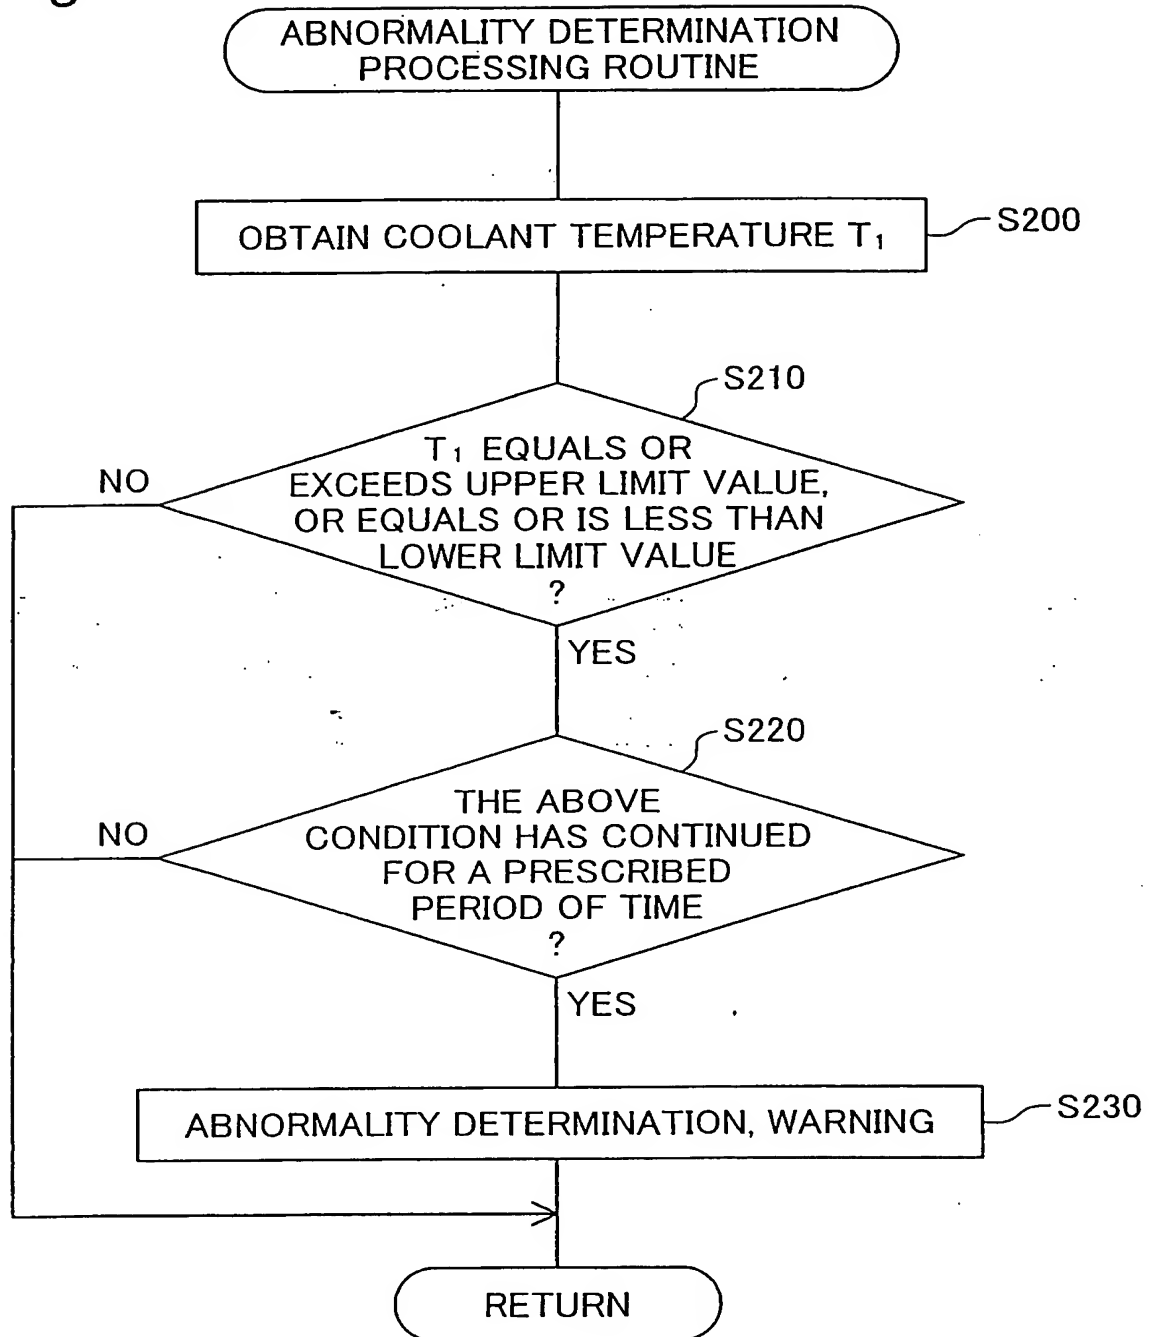 ABNORMALITY DETERMINATION
PROCESSING ROUTINE
OBTAIN COOLANT TEMPERATURE T₁
S200
S210
T₁ EQUALS OR
EXCEEDS UPPER LIMIT VALUE,
OR EQUALS OR IS LESS THAN
LOWER LIMIT VALUE
?
NO
YES
S220
THE ABOVE
CONDITION HAS CONTINUED
FOR A PRESCRIBED
PERIOD OF TIME
?
NO
YES
ABNORMALITY DETERMINATION, WARNING
S230
RETURN